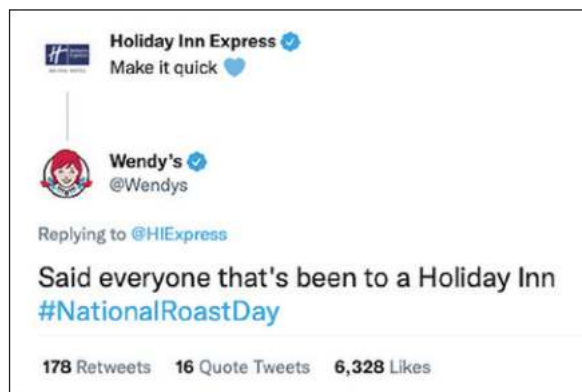 Holiday Inn Express
Make it quick 💙
Wendy's
@Wendys
Replying to @HIExpress
Said everyone that's been to a Holiday Inn
#NationalRoastDay
178 Retweets 16 Quote Tweets 6,328 Likes